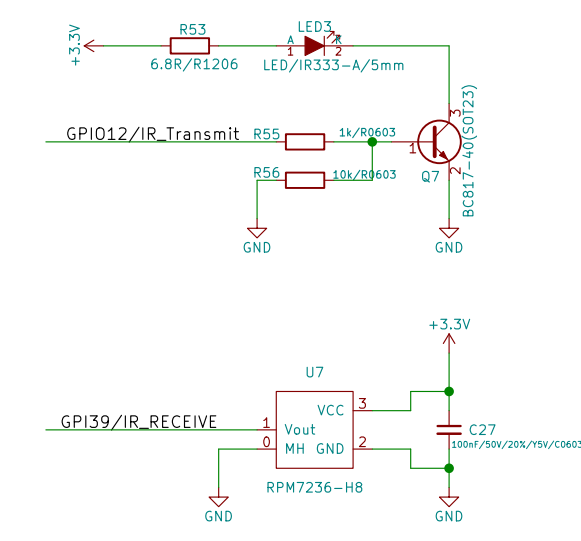 +3.3V
R53
6.8R/R1206
LED3
A
K
1
2
LED/IR333-A/5mm
GPIO12/IR_Transmit
R55
1k/R0603
R56
10k/R0603
1
3
2
Q7
BC817-40(SOT23)
GND
GND
+3.3V
U7
GPI39/IR_RECEIVE
1
Vout
0
MH
VCC
3
GND
2
RPM7236-H8
C27
100nF/50V/20%/Y5V/C0603
GND
GND